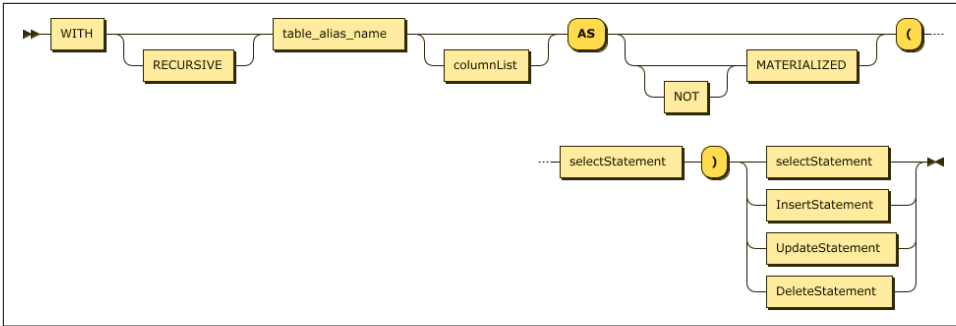 WITH table_alias_name AS (
RECURSIVE columnList MATERIALIZED
NOT
selectStatement ) selectStatement
InsertStatement
UpdateStatement
DeleteStatement